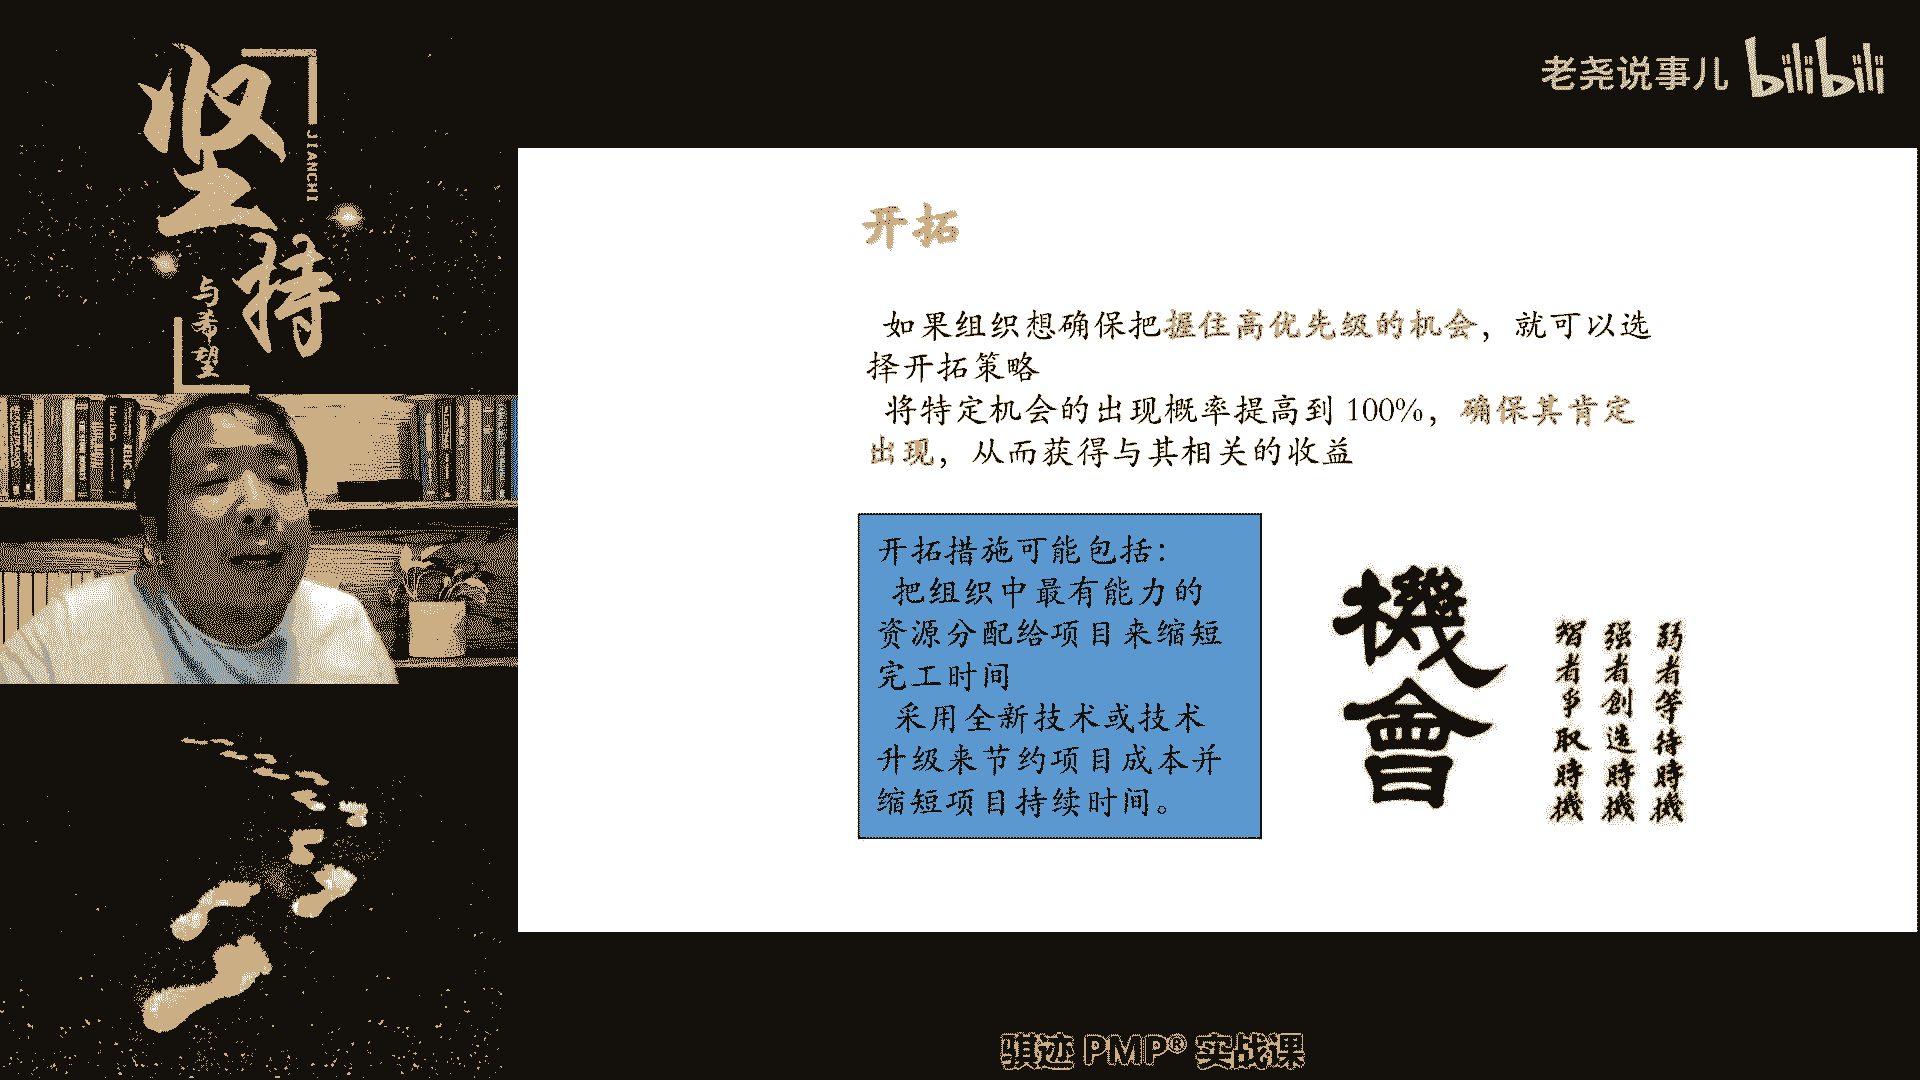 坚持
JIANCHI
与希望
老尧说事儿 bilibili
开拓
如果组织想确保把握住高优先级的机会，就可以选
择开拓策略
将特定机会的出现概率提高到 100%，确保其肯定
出现，从而获得与其相关的收益
开拓措施可能包括：
把组织中最有能力的
资源分配给项目来缩短
完工时间
采用全新技术或技术
升级来节约项目成本并
缩短项目持续时间。
機會
弱者等待時機
强者創造時機
智者爭取時機
骐迹 PMP® 实战课